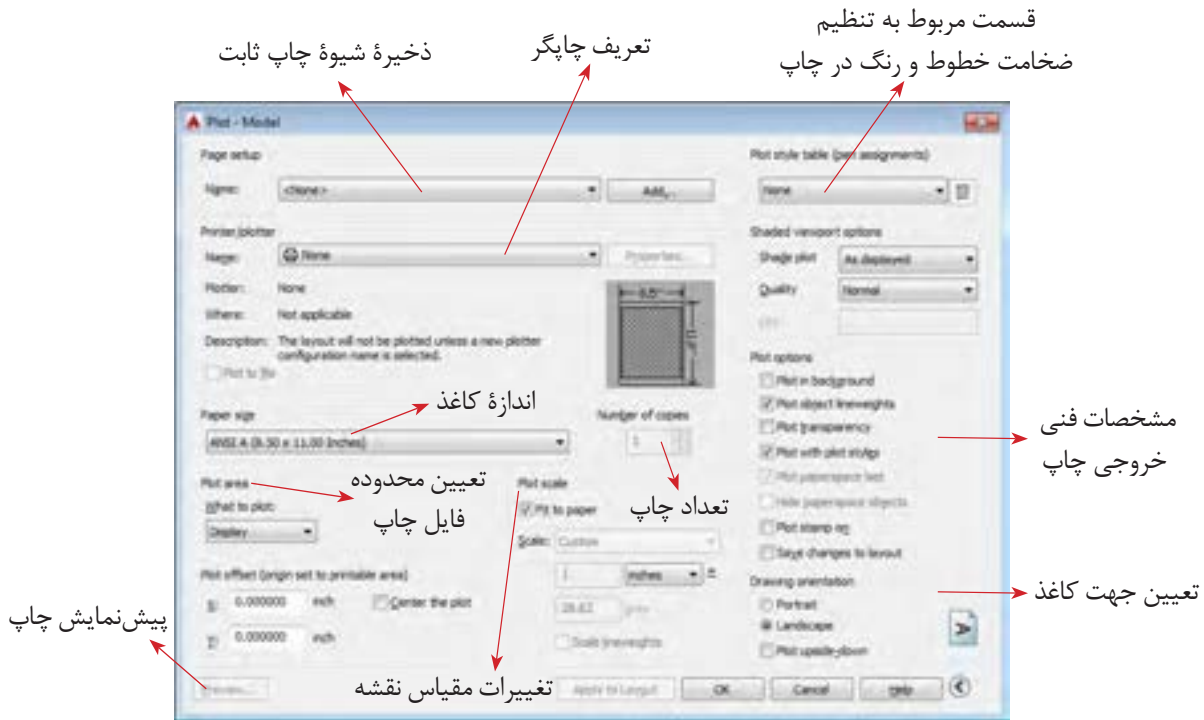 قسمت مربوط به تنظیم
ضخامت خطوط و رنگ در چاپ
تعریف چاپگر
ذخیرهٔ شیوهٔ چاپ ثابت
Plot - Model
Page setup
Name:
<None>
Add...
Plot style table (pen assignments)
None
Printer/plotter
Name:
None
Properties...
Plotter:
None
Where:
Not applicable
Description:
The layout will not be plotted unless a new plotter
configuration name is selected.
Plot to file
8.5"
11.0"
Shaded viewport options
Shade plot
As displayed
Quality
Normal
DPI
Plot options
Plot in background
Plot object lineweights
Plot transparency
Plot with plot styles
Plot paperspace last
Hide paperspace objects
Plot stamp on
Save changes to layout
مشخصات فنی
خروجی چاپ
Paper size
اندازهٔ کاغذ
ANSI A (8.50 x 11.00 Inches)
Number of copies
1
تعداد چاپ
Plot area
What to plot:
Display
تعیین محدوده
فایل چاپ
Plot scale
Fit to paper
Scale:
Custom
1
inches
=
28.62
units
Scale lineweights
تغییرات مقیاس نقشه
Plot offset (origin set to printable area)
X:
0.000000
inch
Center the plot
Y:
0.000000
inch
Drawing orientation
Portrait
Landscape
Plot upside-down
A
تعیین جهت کاغذ
پیش‌نمایش چاپ
Preview...
Apply to Layout
OK
Cancel
Help